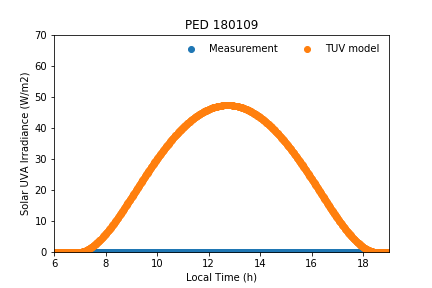 PED 180109
Measurement
TUV model
Solar UVA Irradiance (W/m2)
70
60
50
40
30
20
10
0
6 8 10 12 14 16 18
Local Time (h)